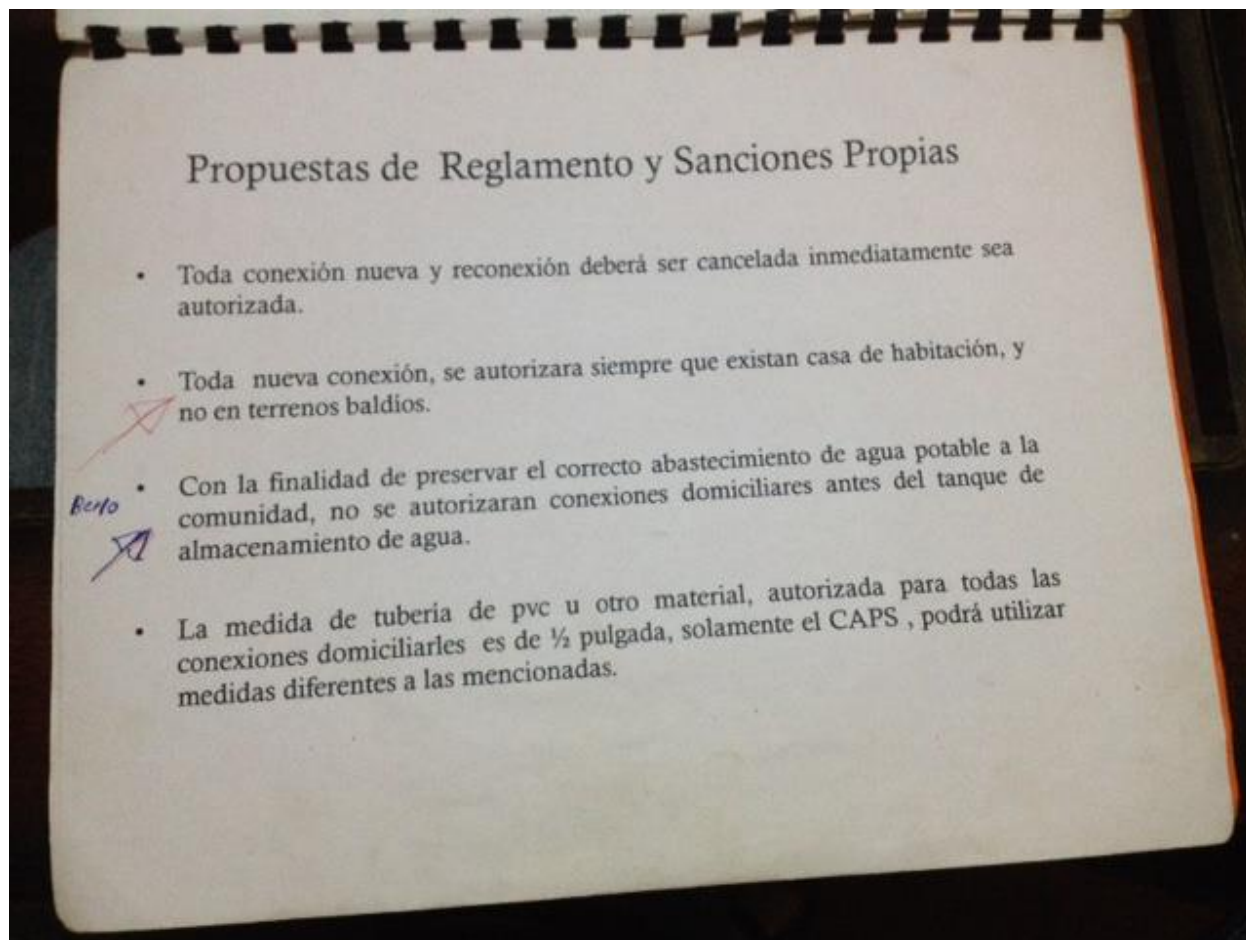 Propuestas de Reglamento y Sanciones Propias
• Toda conexión nueva y reconexión deberá ser cancelada inmediatamente sea
autorizada.
• Toda nueva conexión, se autorizara siempre que existan casa de habitación, y
no en terrenos baldíos.
• Con la finalidad de preservar el correcto abastecimiento de agua potable a la
comunidad, no se autorizaran conexiones domiciliares antes del tanque de
almacenamiento de agua.
• La medida de tubería de pvc u otro material, autorizada para todas las
conexiones domiciliarles es de ½ pulgada, solamente el CAPS , podrá utilizar
medidas diferentes a las mencionadas.